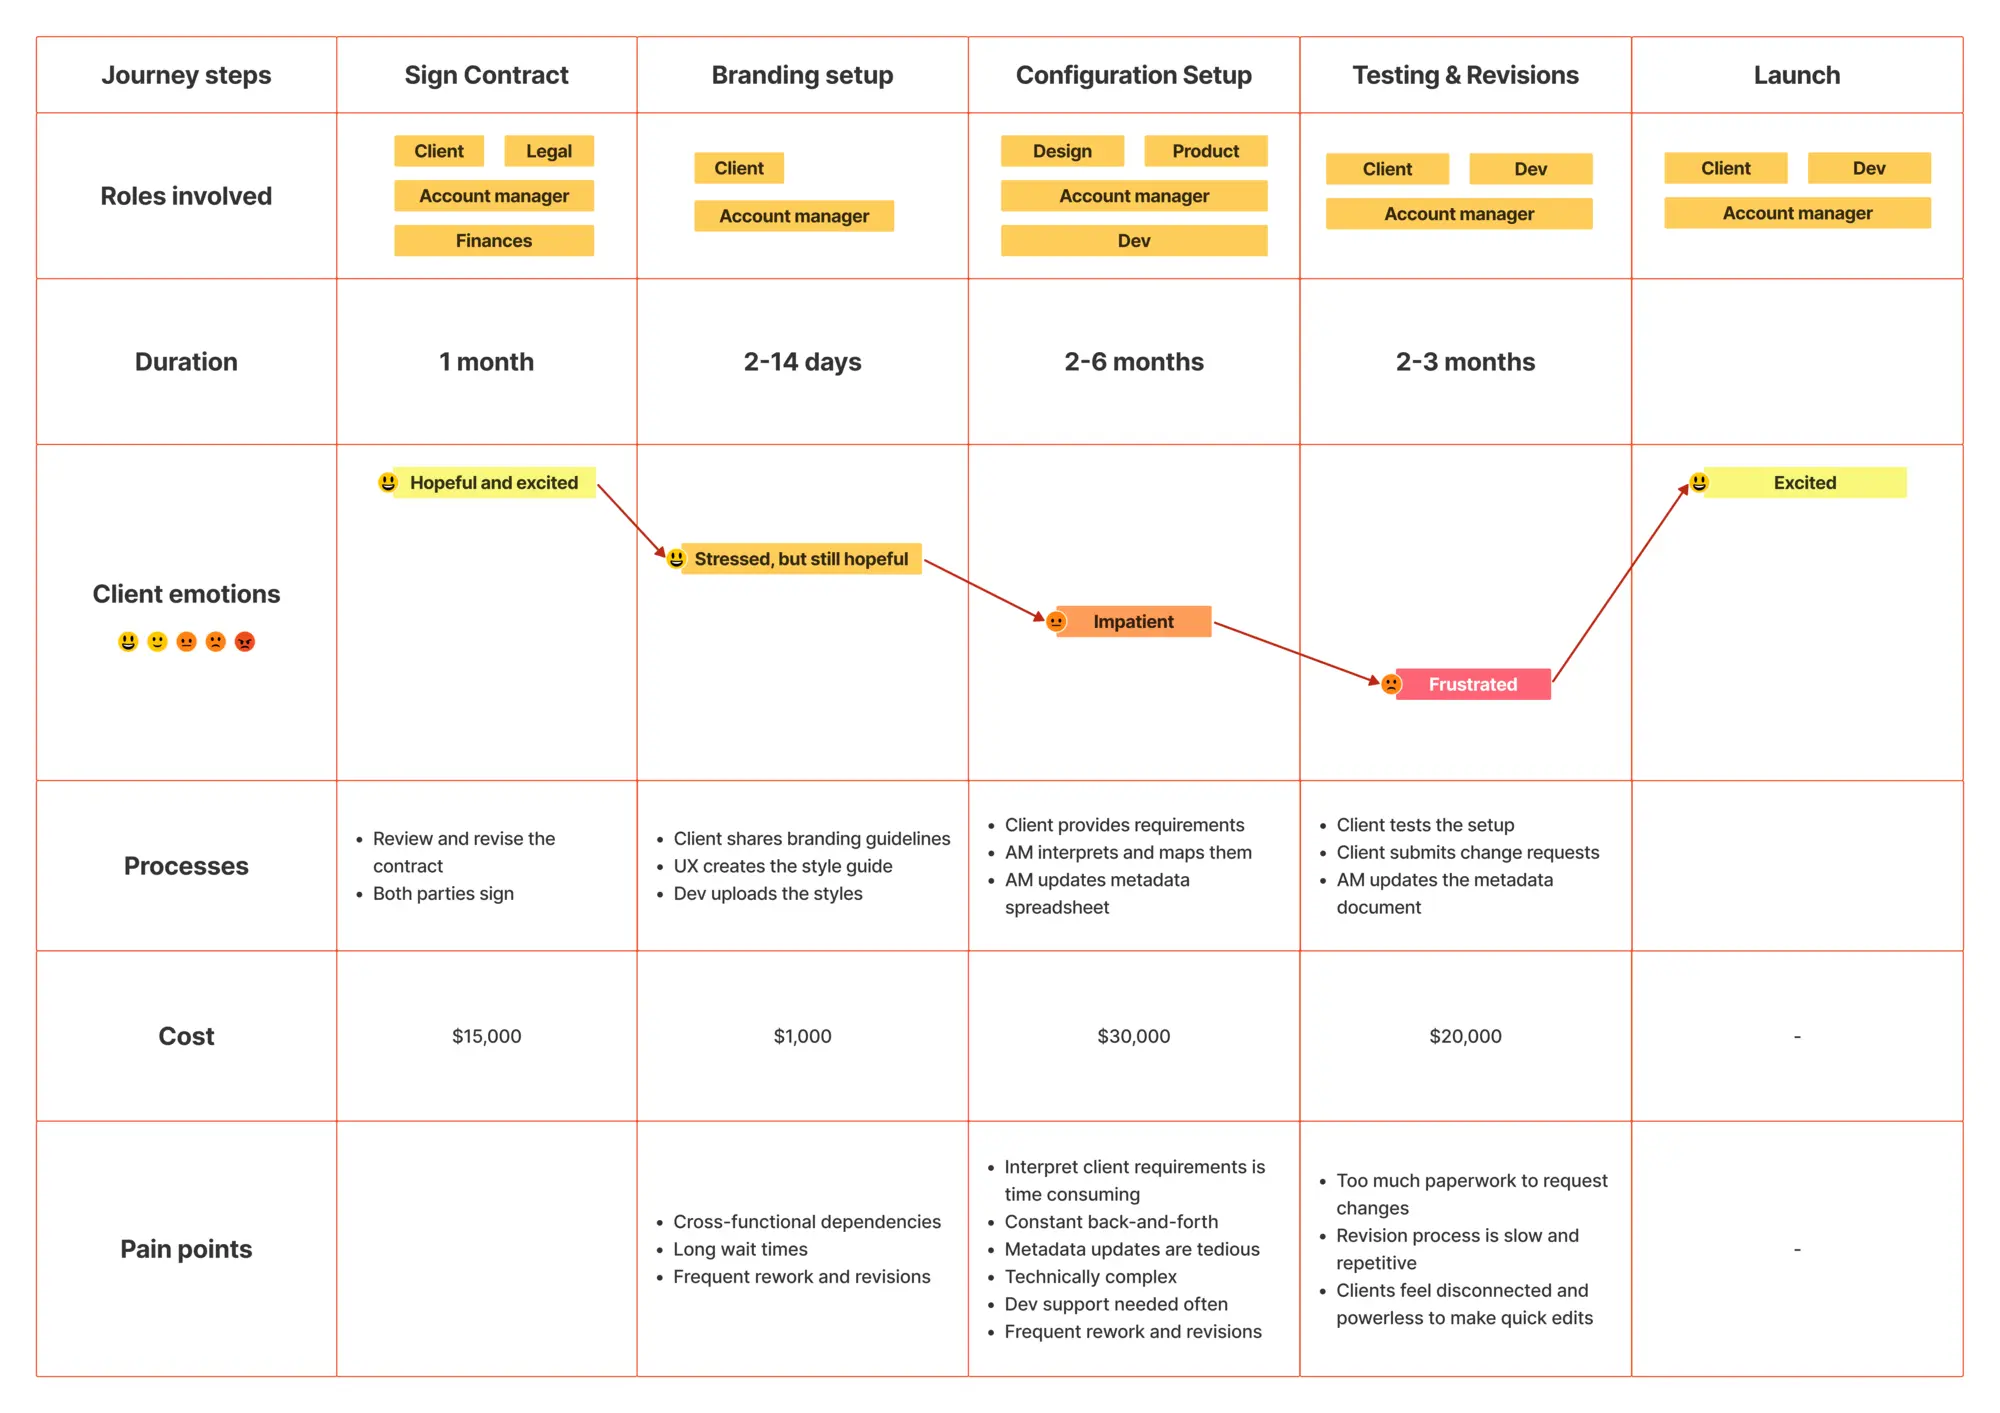 Journey steps
Sign Contract
Branding setup
Configuration Setup
Testing & Revisions
Launch
Roles involved
Client
Legal
Account manager
Finances
Client
Account manager
Design
Product
Account manager
Dev
Client
Dev
Account manager
Client
Dev
Account manager
Duration
1 month
2-14 days
2-6 months
2-3 months
Client emotions
Hopeful and excited
Stressed, but still hopeful
Impatient
Frustrated
Excited
Processes
• Review and revise the
contract
• Both parties sign
• Client shares branding guidelines
• UX creates the style guide
• Dev uploads the styles
• Client provides requirements
• AM interprets and maps them
• AM updates metadata
spreadsheet
• Client tests the setup
• Client submits change requests
• AM updates the metadata
document
Cost
$15,000
$1,000
$30,000
$20,000
-
Pain points
• Cross-functional dependencies
• Long wait times
• Frequent rework and revisions
• Interpret client requirements is
time consuming
• Constant back-and-forth
• Metadata updates are tedious
• Technically complex
• Dev support needed often
• Frequent rework and revisions
• Too much paperwork to request
changes
• Revision process is slow and
repetitive
• Clients feel disconnected and
powerless to make quick edits
-